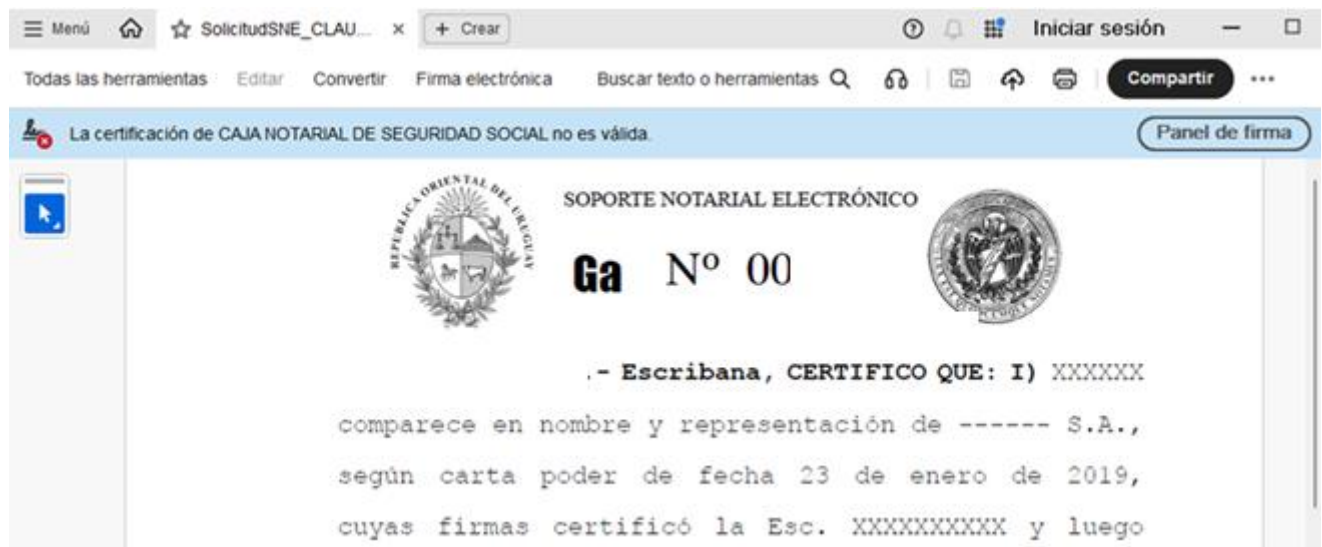 Menú SolicitudSNE_CLAU... × + Crear Iniciar sesión
Todas las herramientas Editar Convertir Firma electrónica Buscar texto o herramientas Compartir ...
La certificación de CAJA NOTARIAL DE SEGURIDAD SOCIAL no es válida. Panel de firma
REPUBLICA ORIENTAL DEL URUGUAY
SOPORTE NOTARIAL ELECTRÓNICO
Ga Nº 00
.- Escribana, CERTIFICO QUE: I) XXXXXX
comparece en nombre y representación de ------ S.A.,
según carta poder de fecha 23 de enero de 2019,
cuyas firmas certificó la Esc. XXXXXXXXXX y luego